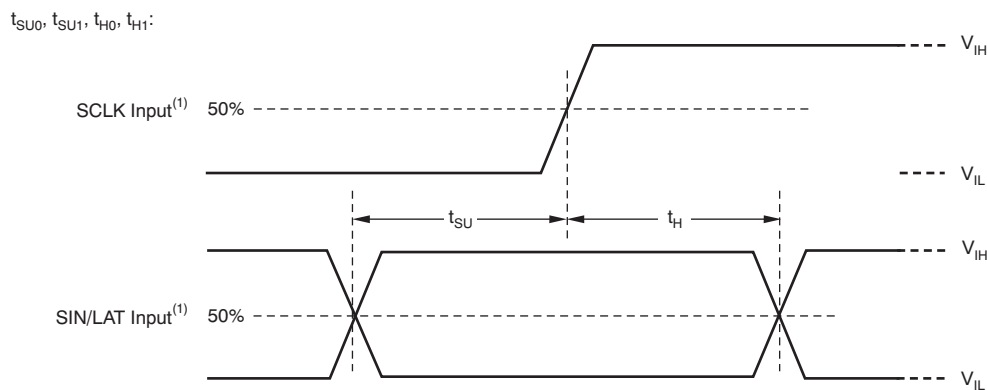 tSU0, tSU1, tH0, tH1:
VIH
SCLK Input(1) 50%
VIL
tSU tH
VIH
SIN/LAT Input(1) 50%
VIL